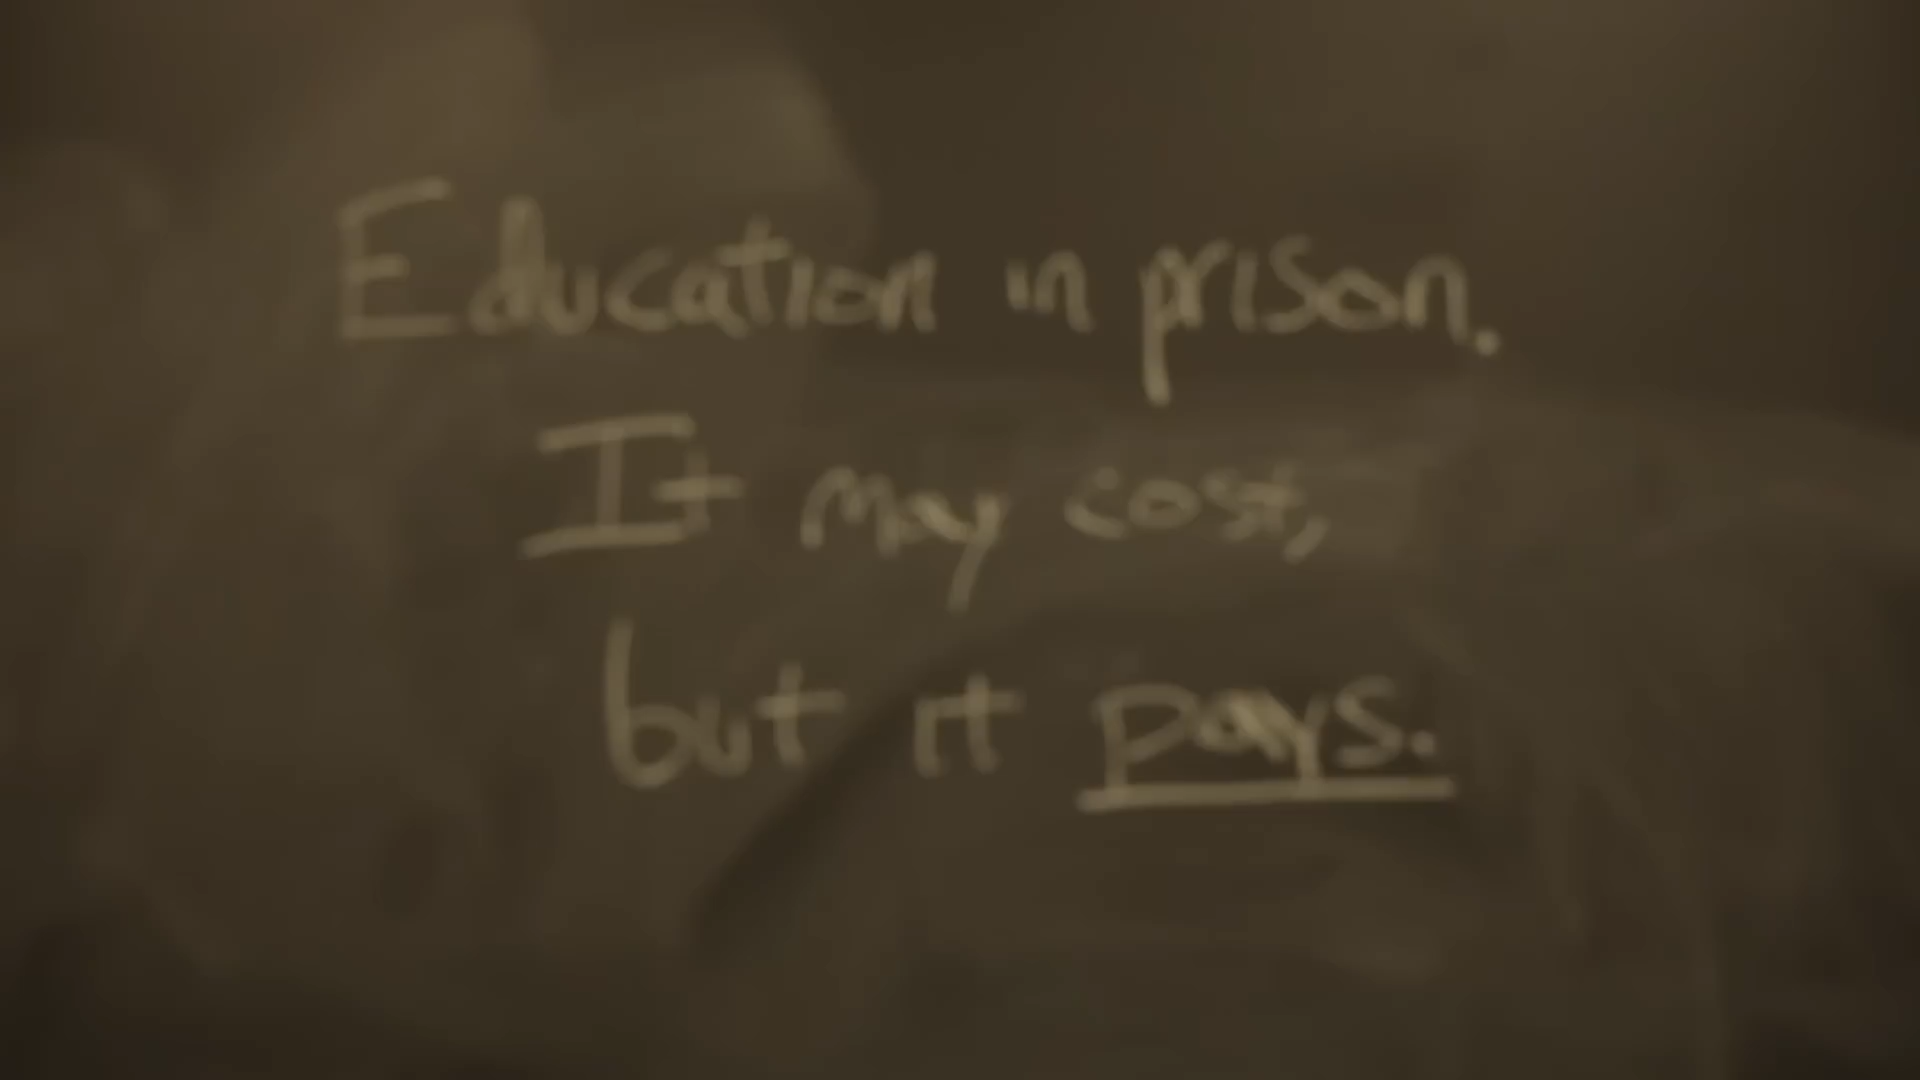 Education in prison.
It may cost,
but it pays.